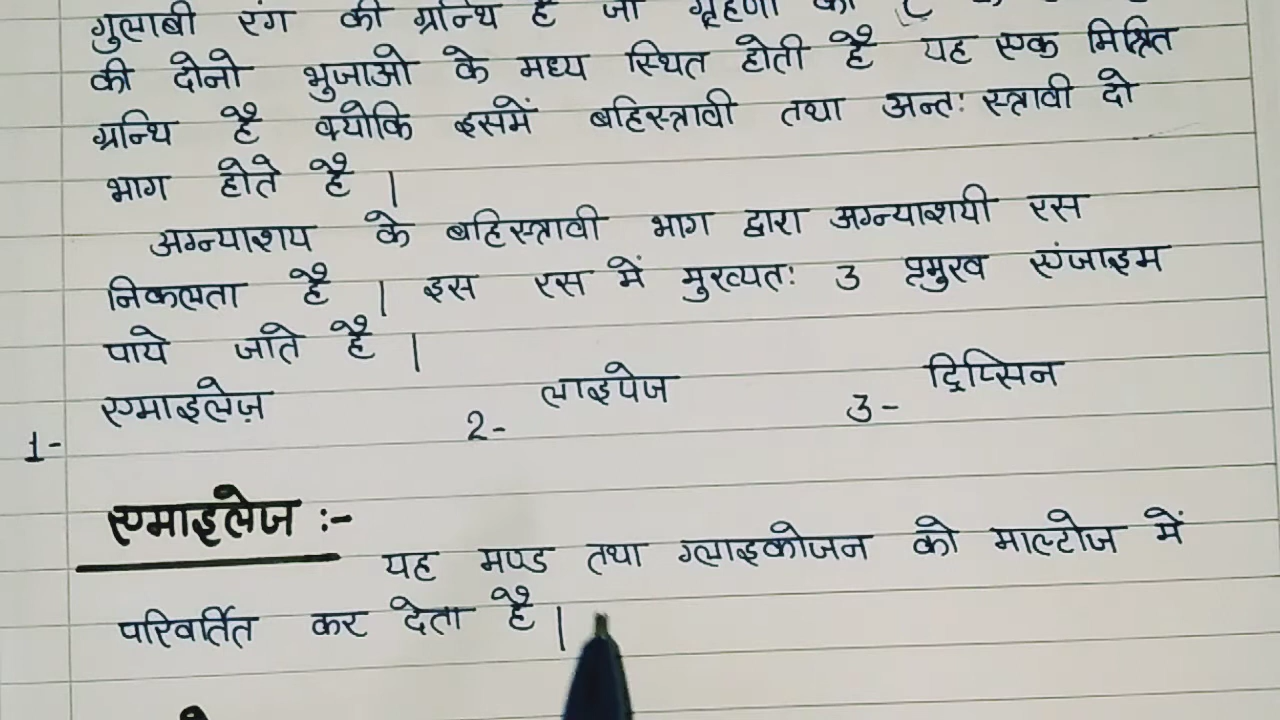 गुलाबी रंग की ग्रन्थि है जो ग्रहणी की
की दोनो भुजाओ के मध्य स्थित होती है यह एक मिश्रित
ग्रन्थि है क्योकि इसमें बहिस्त्रावी तथा अन्तः स्त्रावी दो
भाग होते है |
अग्न्याशय के बहिस्त्रावी भाग द्वारा अग्न्याशयी रस
निकलता है | इस रस में मुख्यतः 3 प्रमुख एंजाइम
पाये जाते है |
1- एमाइलेज़ 2- लाइपेज 3- ट्रिप्सिन
एमाइलेज :-
यह मण्ड तथा ग्लाइकोजन को माल्टोज में
परिवर्तित कर देता है |